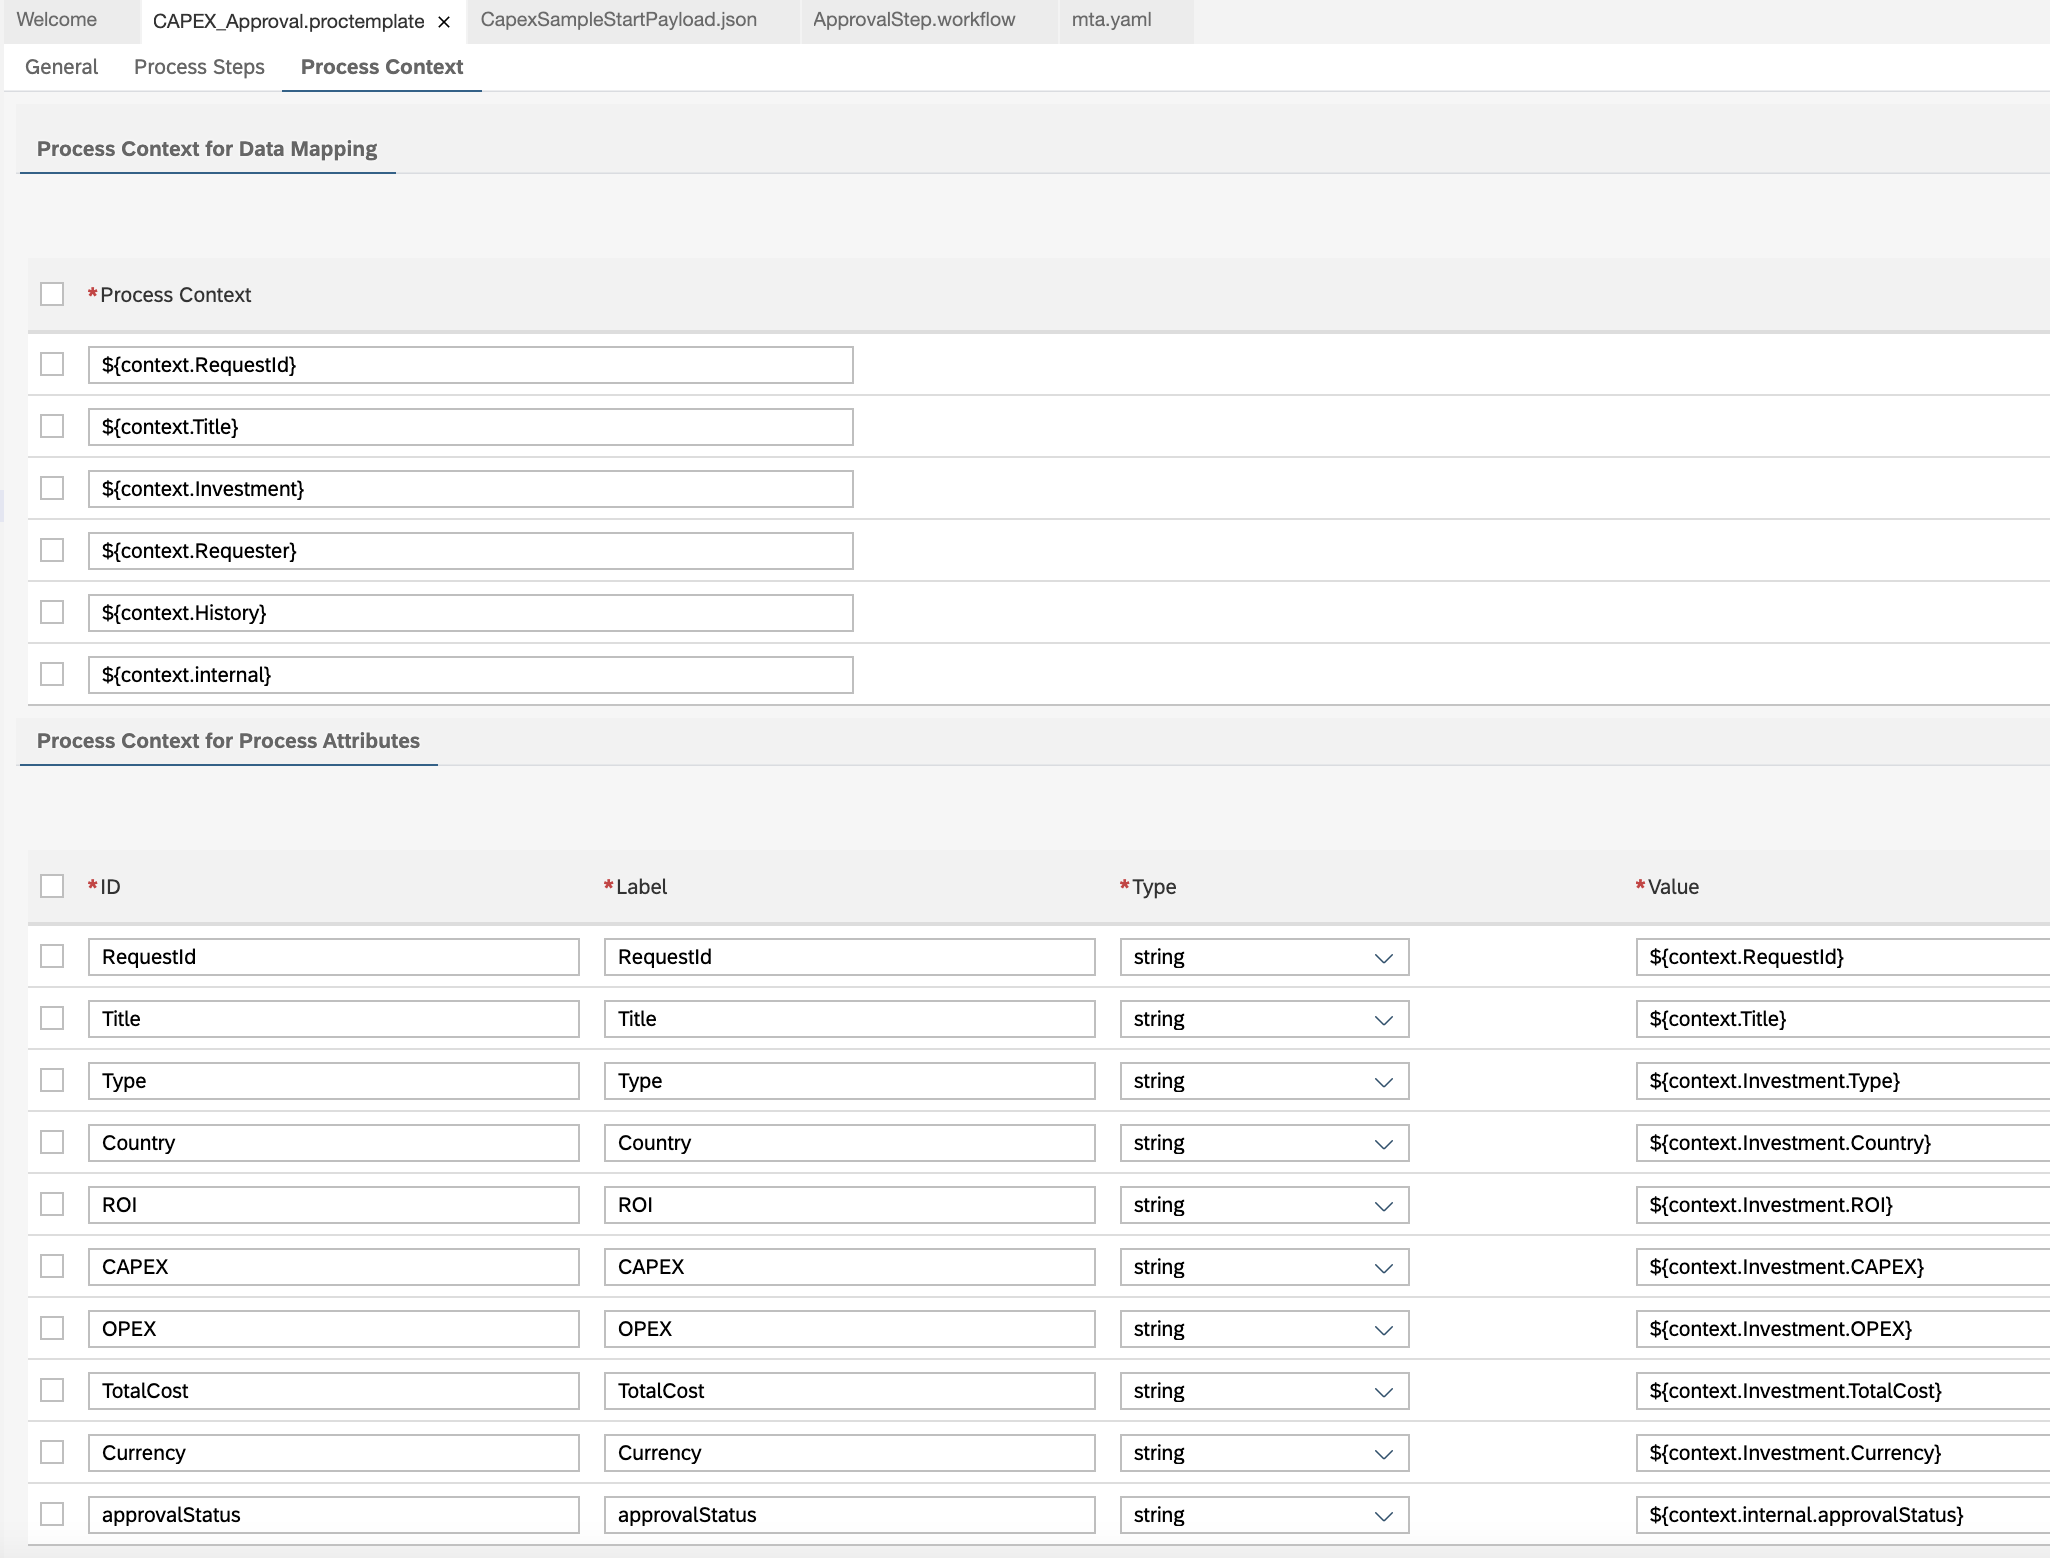 Welcome CAPEX_Approval.proctemplate × CapexSampleStartPayload.json ApprovalStep.workflow mta.yaml
General Process Steps Process Context
Process Context for Data Mapping
*Process Context
${context.RequestId}
${context.Title}
${context.Investment}
${context.Requester}
${context.History}
${context.internal}
Process Context for Process Attributes
*ID *Label *Type *Value
RequestId RequestId string ${context.RequestId}
Title Title string ${context.Title}
Type Type string ${context.Investment.Type}
Country Country string ${context.Investment.Country}
ROI ROI string ${context.Investment.ROI}
CAPEX CAPEX string ${context.Investment.CAPEX}
OPEX OPEX string ${context.Investment.OPEX}
TotalCost TotalCost string ${context.Investment.TotalCost}
Currency Currency string ${context.Investment.Currency}
approvalStatus approvalStatus string ${context.internal.approvalStatus}